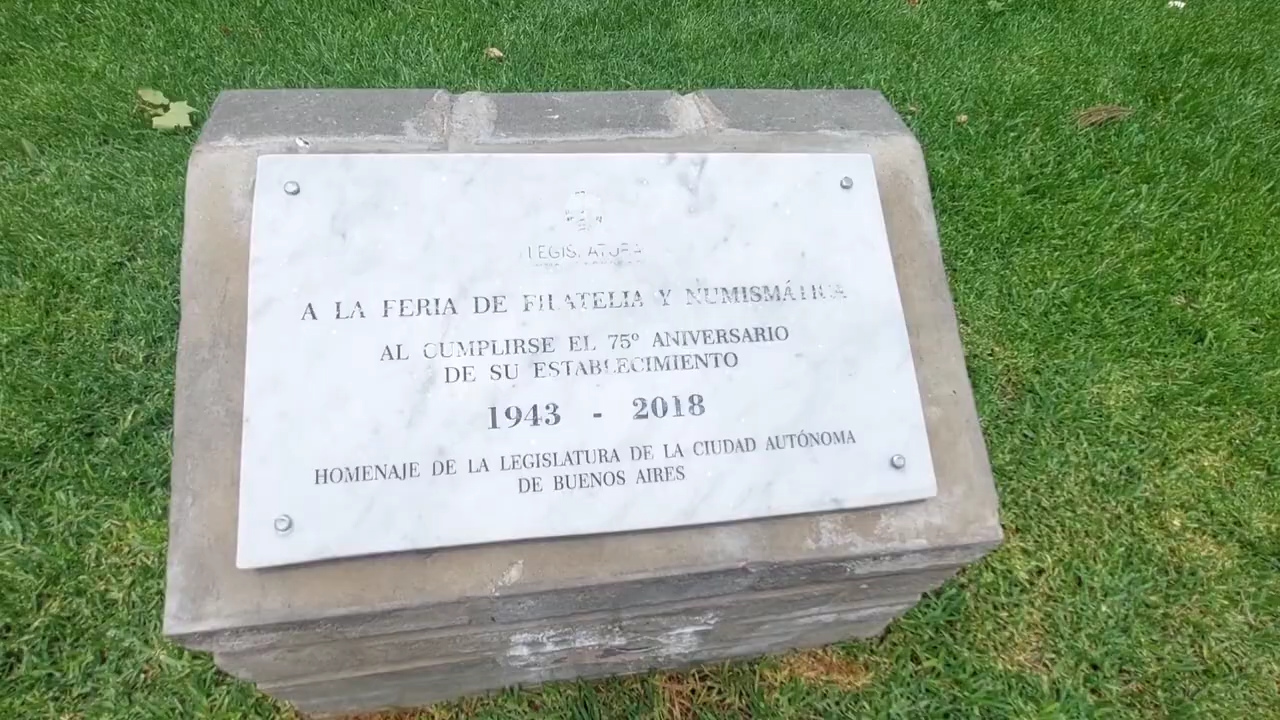 LEGISLATURA
A LA FERIA DE FILATELIA Y NUMISMÁTICA
AL CUMPLIRSE EL 75º ANIVERSARIO
DE SU ESTABLECIMIENTO
1943 - 2018
HOMENAJE DE LA LEGISLATURA DE LA CIUDAD AUTÓNOMA
DE BUENOS AIRES